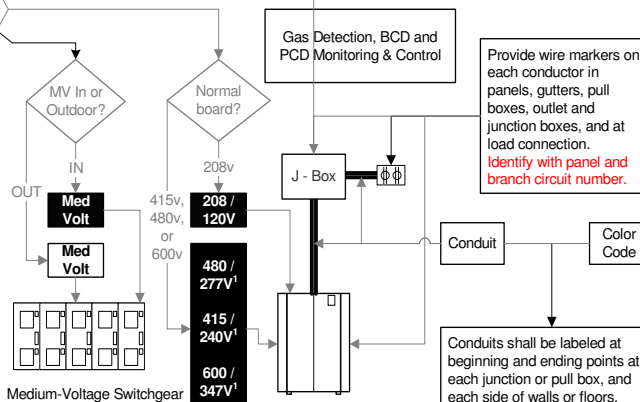 Gas Detection, BCD and
PCD Monitoring & Control
Provide wire markers on
each conductor in
panels, gutters, pull
boxes, outlet and
junction boxes, and at
load connection.
Identify with panel and
branch circuit number.
MV In or
Outdoor?
Normal
board?
IN
OUT
208v
J - Box
415v,
480v,
or
600v
Med
Volt
208 /
120V
Med
Volt
Conduit
Color
Code
480 /
277V¹
415 /
240V¹
600 /
347V¹
Medium-Voltage Switchgear
Conduits shall be labeled at
beginning and ending points at
each junction or pull box, and
each side of walls or floors.